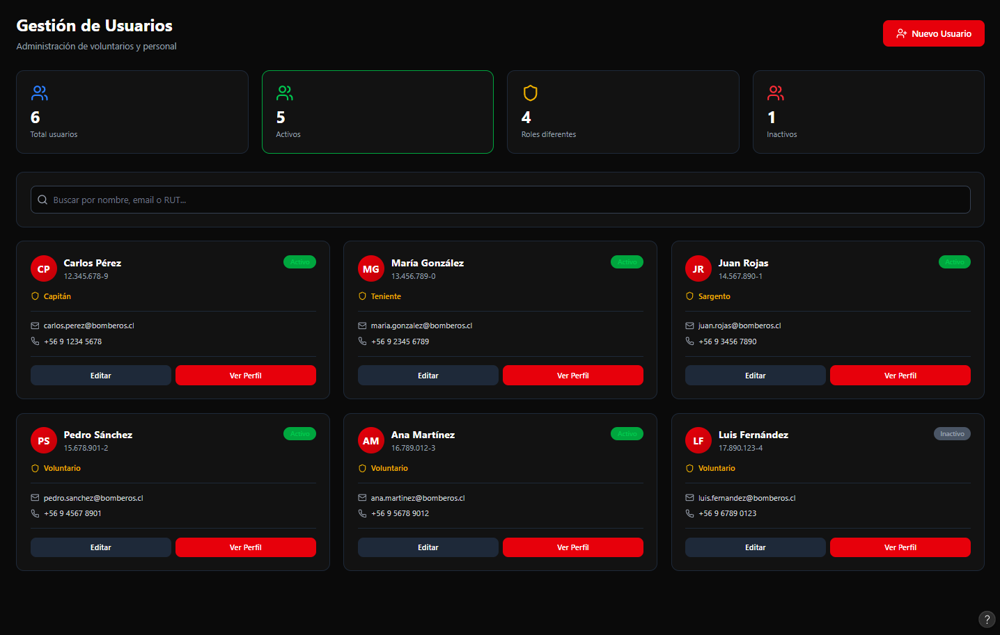 Gestión de Usuarios
Administración de voluntarios y personal
Nuevo Usuario
6
Total usuarios
5
Activos
4
Roles diferentes
1
Inactivos
Buscar por nombre, email o RUT...
CP
Carlos Pérez
Activo
12.345.678-9
Capitán
carlos.perez@bomberos.cl
+56 9 1234 5678
Editar
Ver Perfil
MG
María González
Activo
13.456.789-0
Teniente
maria.gonzalez@bomberos.cl
+56 9 2345 6789
Editar
Ver Perfil
JR
Juan Rojas
Activo
14.567.890-1
Sargento
juan.rojas@bomberos.cl
+56 9 3456 7890
Editar
Ver Perfil
PS
Pedro Sánchez
Activo
15.678.901-2
Voluntario
pedro.sanchez@bomberos.cl
+56 9 4567 8901
Editar
Ver Perfil
AM
Ana Martínez
Activo
16.789.012-3
Voluntario
ana.martinez@bomberos.cl
+56 9 5678 9012
Editar
Ver Perfil
LF
Luis Fernández
Inactivo
17.890.123-4
Voluntario
luis.fernandez@bomberos.cl
+56 9 6789 0123
Editar
Ver Perfil
?